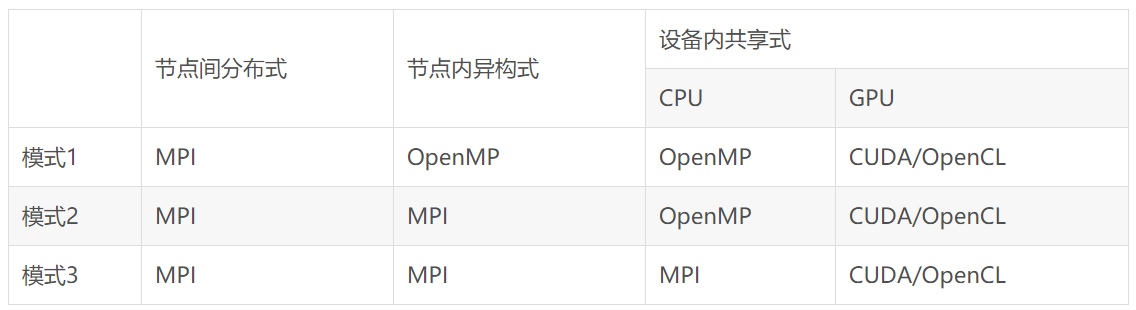 节点间分布式 节点内异构式 设备内共享式
CPU GPU
模式1 MPI OpenMP OpenMP CUDA/OpenCL
模式2 MPI MPI OpenMP CUDA/OpenCL
模式3 MPI MPI MPI CUDA/OpenCL